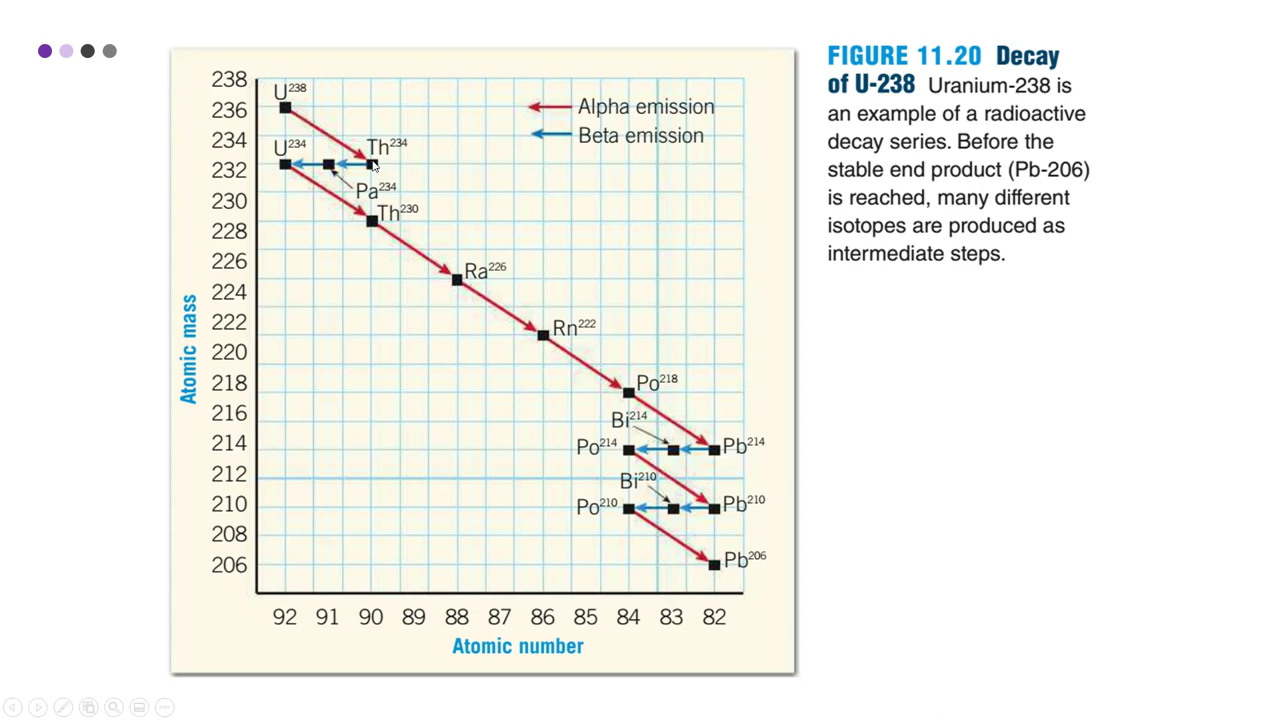 FIGURE 11.20 Decay
of U-238 Uranium-238 is
an example of a radioactive
decay series. Before the
stable end product (Pb-206)
is reached, many different
isotopes are produced as
intermediate steps.
Alpha emission
Beta emission
Atomic mass
238
236
234
232
230
228
226
224
222
220
218
216
214
212
210
208
206
U²³⁸
U²³⁴
Th²³⁴
Pa²³⁴
Th²³⁰
Ra²²⁶
Rn²²²
Po²¹⁸
Bi²¹⁴
Po²¹⁴
Pb²¹⁴
Bi²¹⁰
Po²¹⁰
Pb²¹⁰
Pb²⁰⁶
92 91 90 89 88 87 86 85 84 83 82
Atomic number